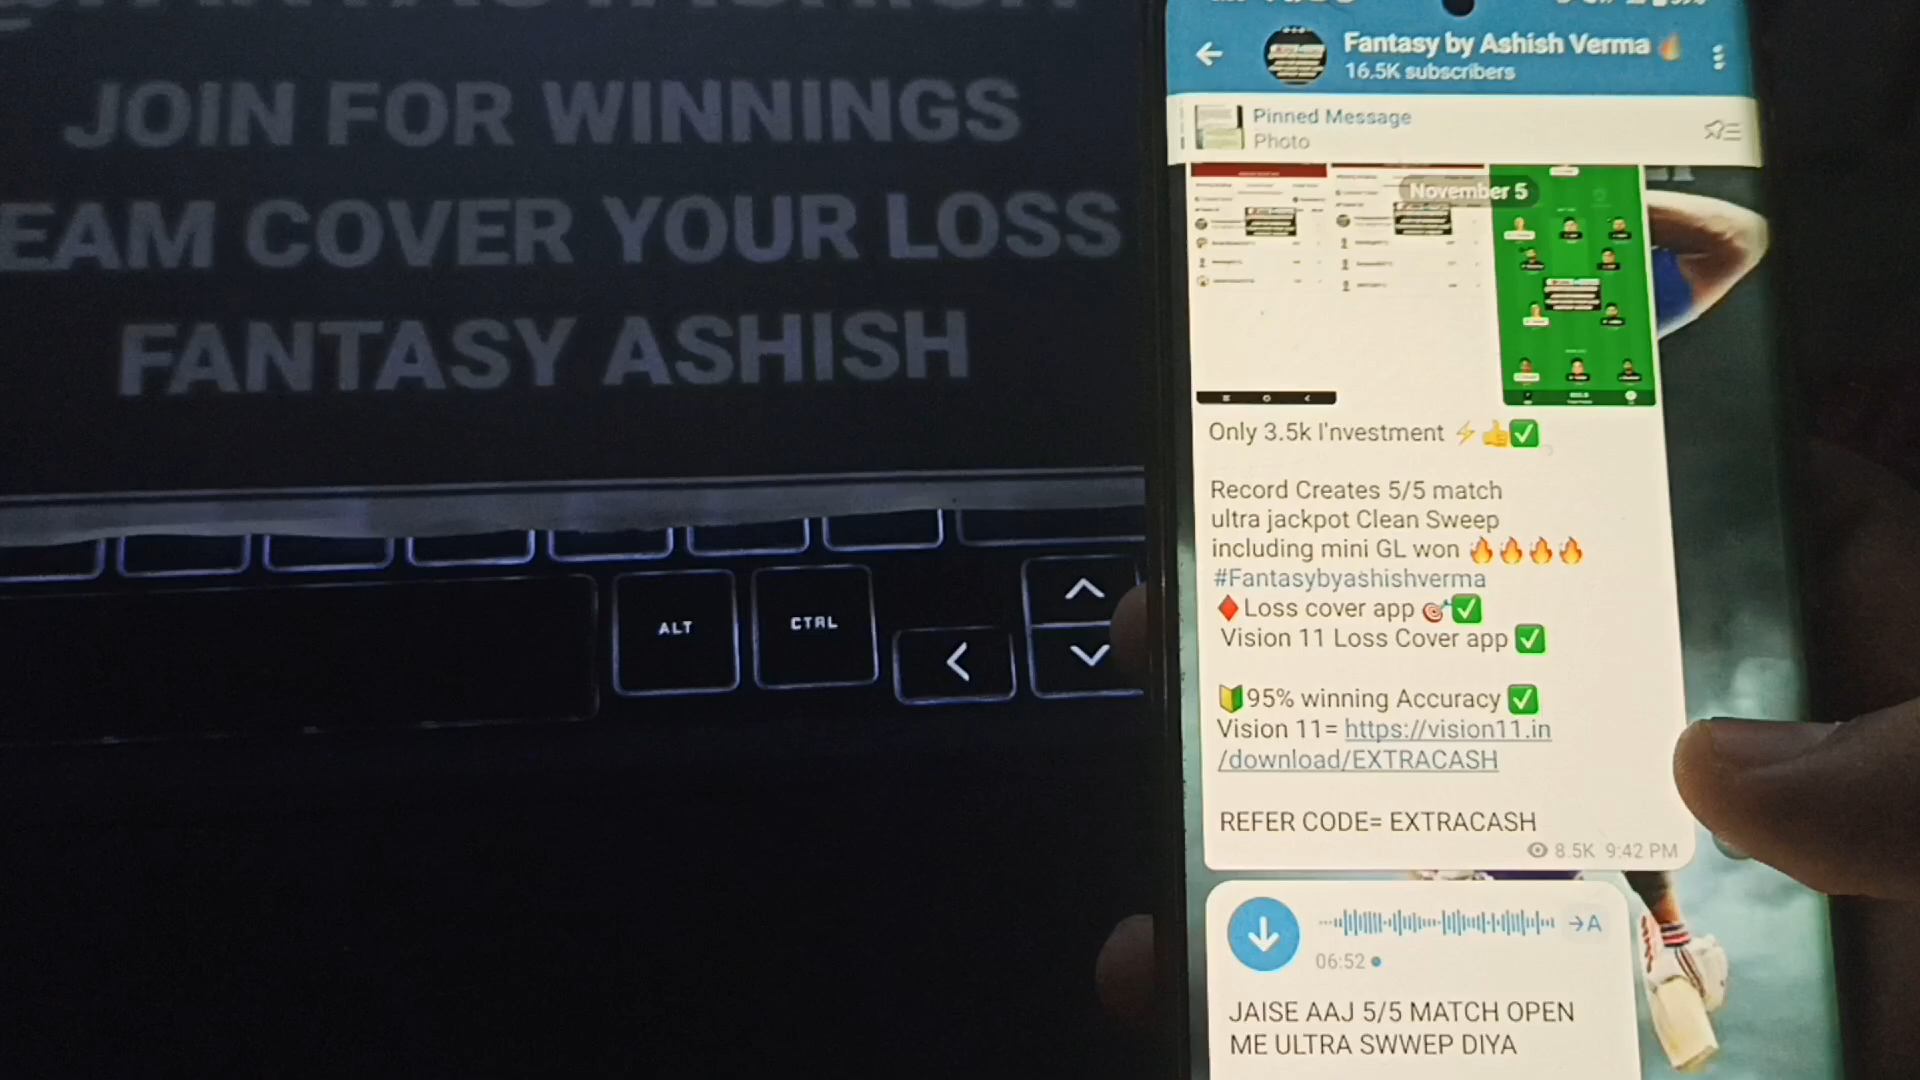 JOIN FOR WINNINGS
EAM COVER YOUR LOSS
FANTASY ASHISH
ALT
CTRL
Fantasy by Ashish Verma 🔥
16.5K subscribers
Pinned Message
Photo
November 5
Only 3.5k I'nvestment ⚡👍✅
Record Creates 5/5 match
ultra jackpot Clean Sweep
including mini GL won 🔥🔥🔥🔥
#Fantasybyashishverma
♦️Loss cover app 🎯✅
Vision 11 Loss Cover app ✅
🔰95% winning Accuracy ✅
Vision 11= https://vision11.in
/download/EXTRACASH
REFER CODE= EXTRACASH
8.5K 9:42 PM
→A
06:52
JAISE AAJ 5/5 MATCH OPEN
ME ULTRA SWWEP DIYA